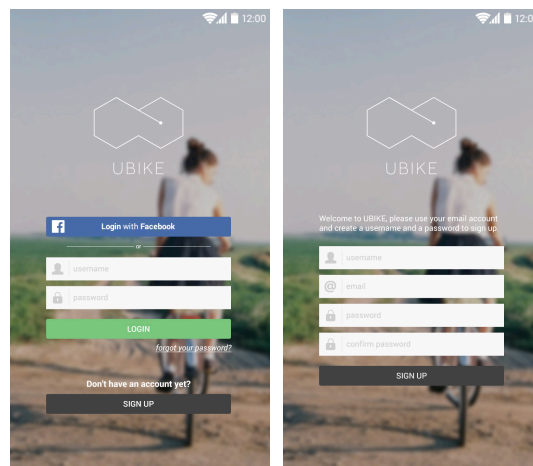 12:00
UBIKE
Login with Facebook
or
username
password
LOGIN
forgot your password?
Don't have an account yet?
SIGN UP
12:0
UBIKE
Welcome to UBIKE, please use your email account
and create a username and a password to sign up
username
@ email
password
confirm password
SIGN UP